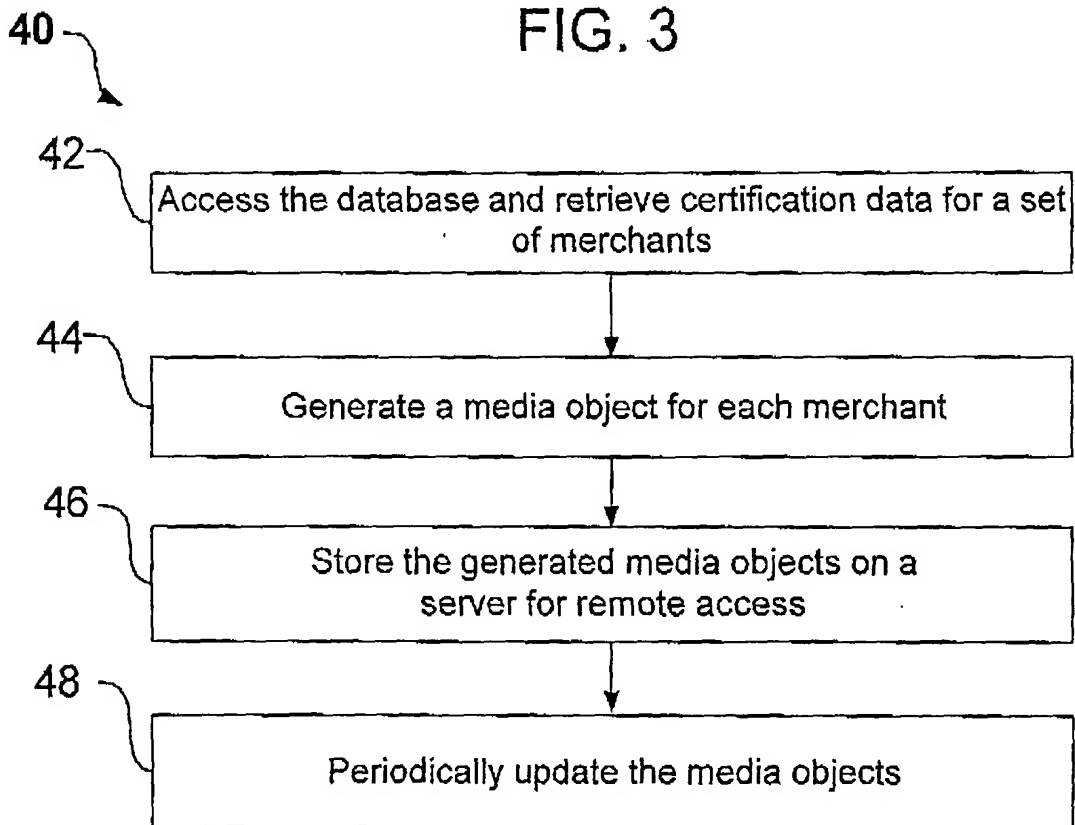 FIG. 3
40
42
Access the database and retrieve certification data for a set
of merchants
44
Generate a media object for each merchant
46
Store the generated media objects on a
server for remote access
48
Periodically update the media objects